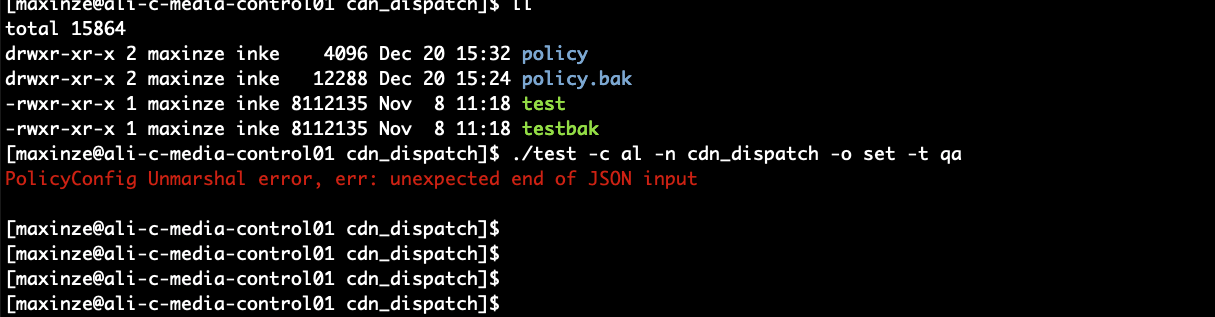 [maxinze@ali-c-media-control01 cdn_dispatch]$ ll
total 15864
drwxr-xr-x 2 maxinze inke    4096 Dec 20 15:32 policy
drwxr-xr-x 2 maxinze inke   12288 Dec 20 15:24 policy.bak
-rwxr-xr-x 1 maxinze inke 8112135 Nov  8 11:18 test
-rwxr-xr-x 1 maxinze inke 8112135 Nov  8 11:18 testbak
[maxinze@ali-c-media-control01 cdn_dispatch]$ ./test -c al -n cdn_dispatch -o set -t qa
PolicyConfig Unmarshal error, err: unexpected end of JSON input
[maxinze@ali-c-media-control01 cdn_dispatch]$
[maxinze@ali-c-media-control01 cdn_dispatch]$
[maxinze@ali-c-media-control01 cdn_dispatch]$
[maxinze@ali-c-media-control01 cdn_dispatch]$